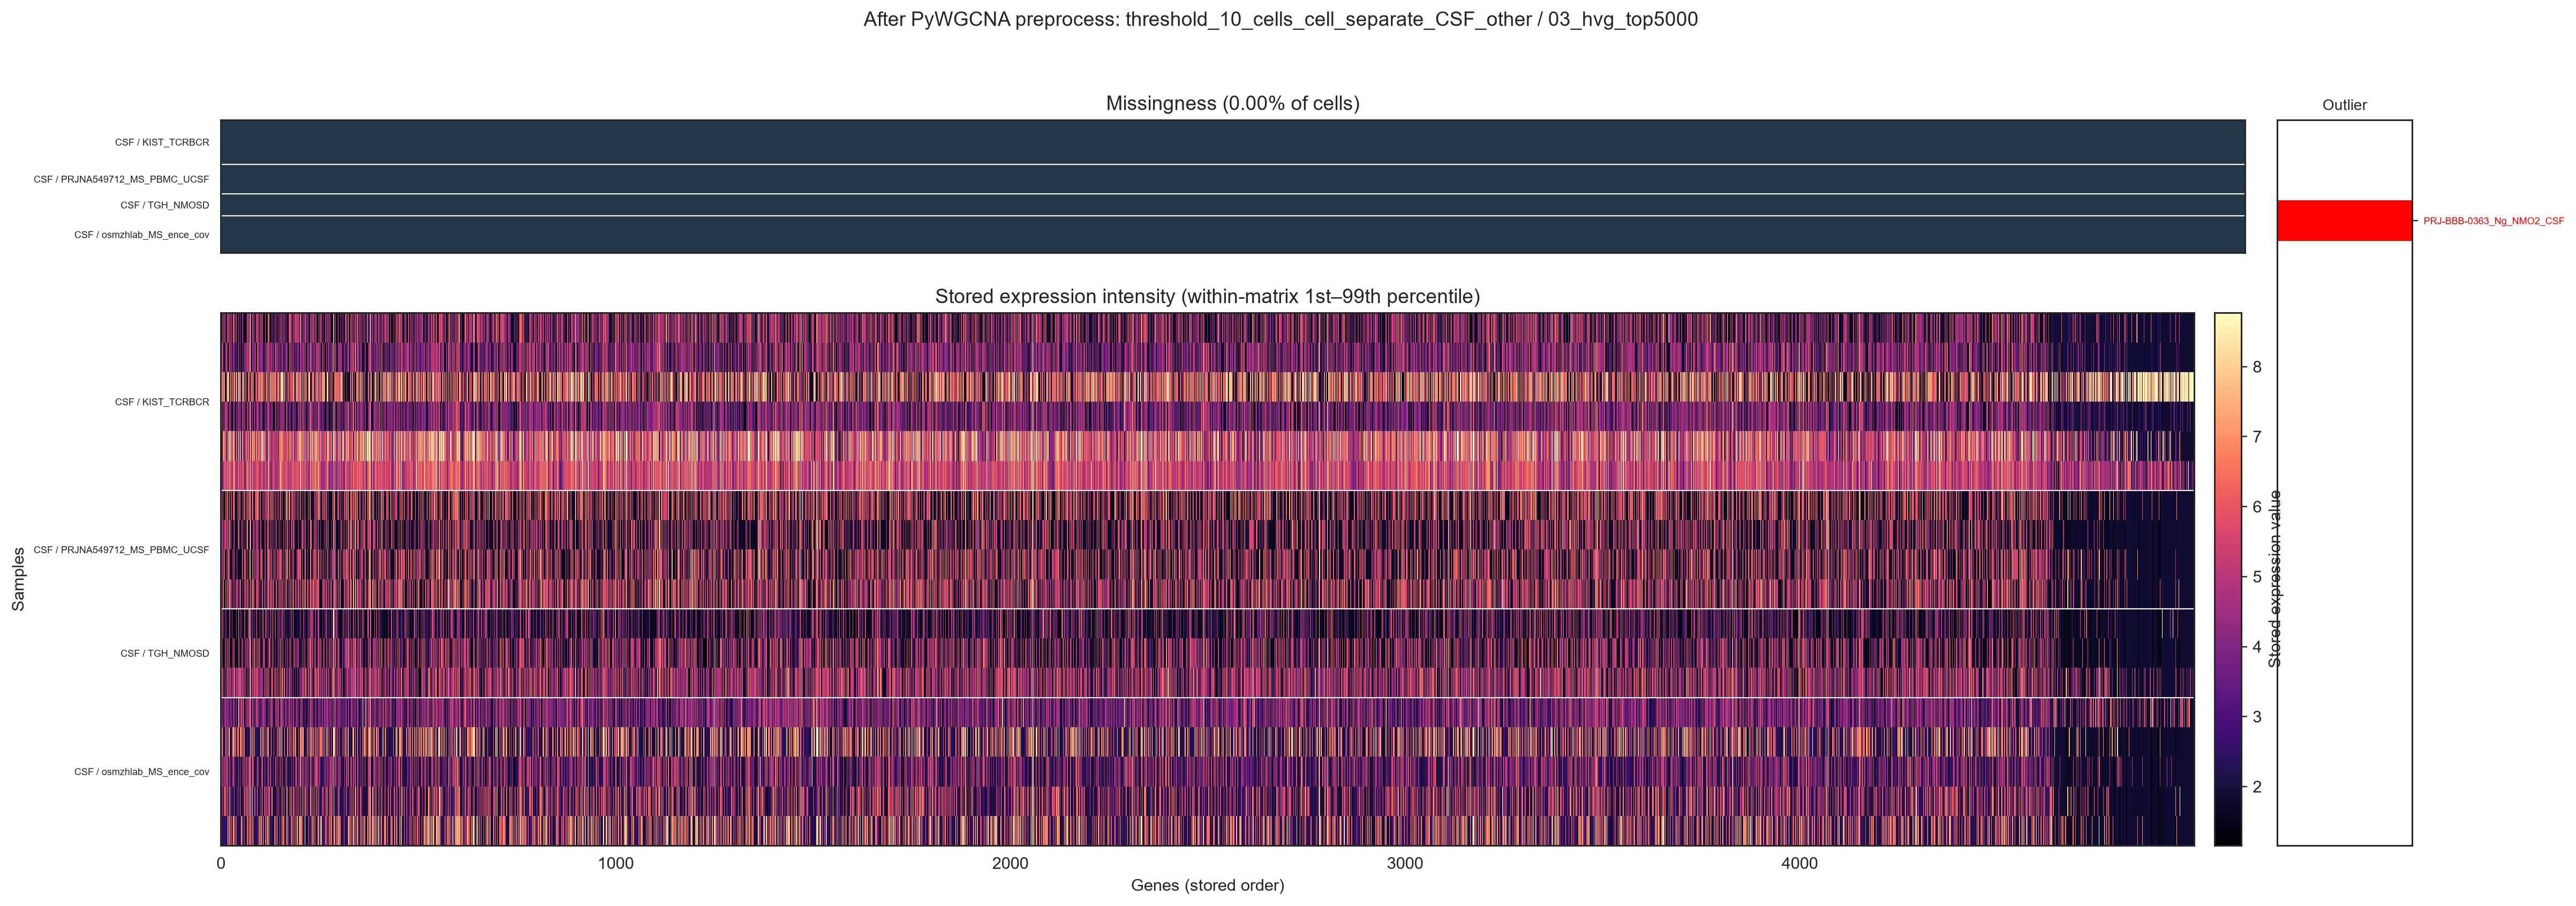 After PyWGCNA preprocess: threshold_10_cells_cell_separate_CSF_other / 03_hvg_top5000
Missingness (0.00% of cells)
Outlier
CSF / KIST_TCRBCR
CSF / PRJNA549712_MS_PBMC_UCSF
CSF / TGH_NMOSD
CSF / osmzhlab_MS_ence_cov
PRJ-BBB-0363_Ng_NMO2_CSF
Stored expression intensity (within-matrix 1st–99th percentile)
Samples
CSF / KIST_TCRBCR
CSF / PRJNA549712_MS_PBMC_UCSF
CSF / TGH_NMOSD
CSF / osmzhlab_MS_ence_cov
8
7
6
5
4
3
2
Stored expression value
0
1000
2000
3000
4000
Genes (stored order)